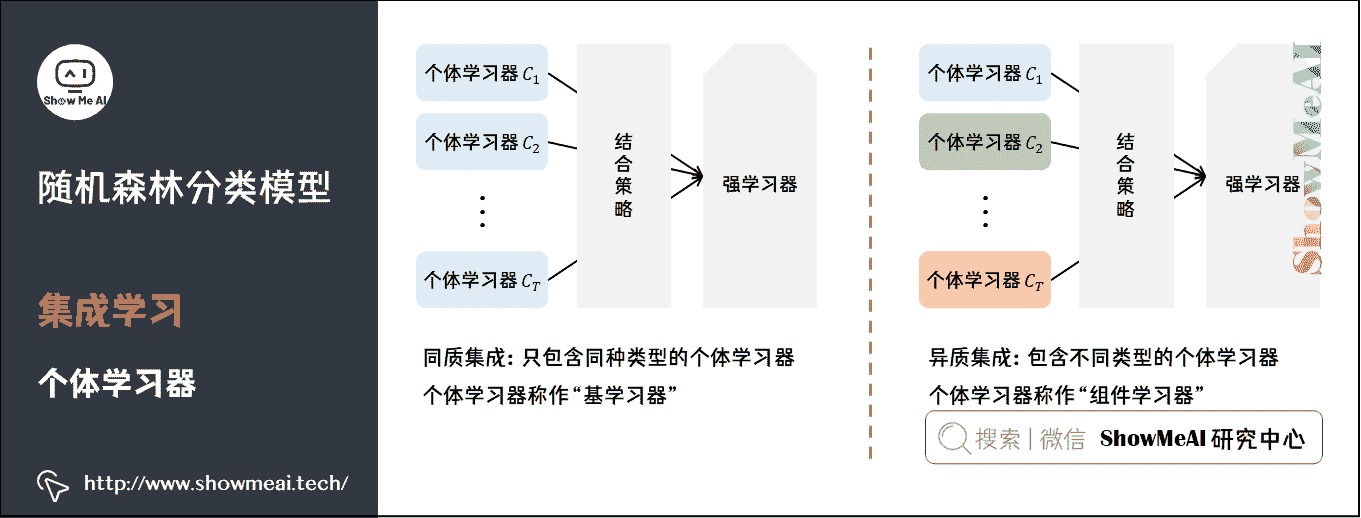 Show Me AI
随机森林分类模型
集成学习
个体学习器
http://www.showmeai.tech/
个体学习器 C₁
个体学习器 C₂
⋮
个体学习器 C_T
结合策略
强学习器
同质集成: 只包含同种类型的个体学习器
个体学习器称作“基学习器”
个体学习器 C₁
个体学习器 C₂
⋮
个体学习器 C_T
结合策略
强学习器
ShowMeAI
异质集成: 包含不同类型的个体学习器
个体学习器称作“组件学习器”
搜索 | 微信 ShowMeAI 研究中心